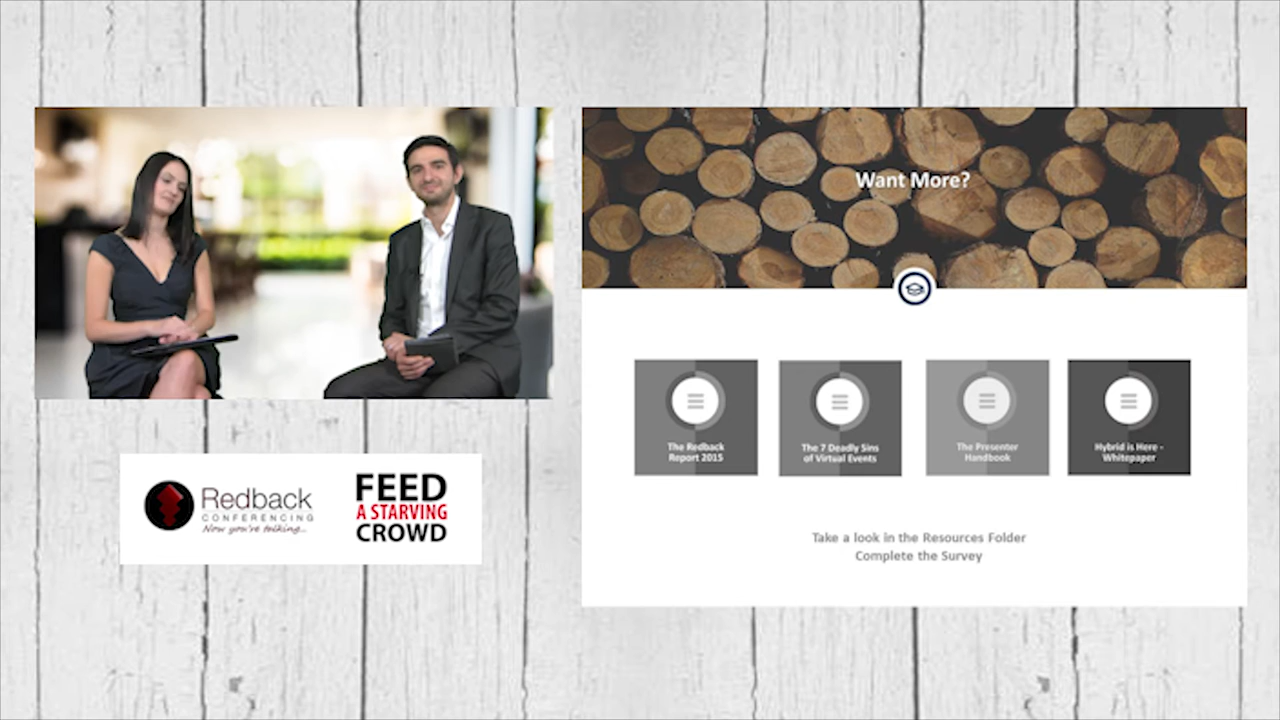 Want More?
The Redback
Report 2015
The 7 Deadly Sins
of Virtual Events
The Presenter
Handbook
Hybrid is Here -
Whitepaper
Take a look in the Resources Folder
Complete the Survey
Redback
CONFERENCING
Now you're talking...
FEED
A STARVING
CROWD